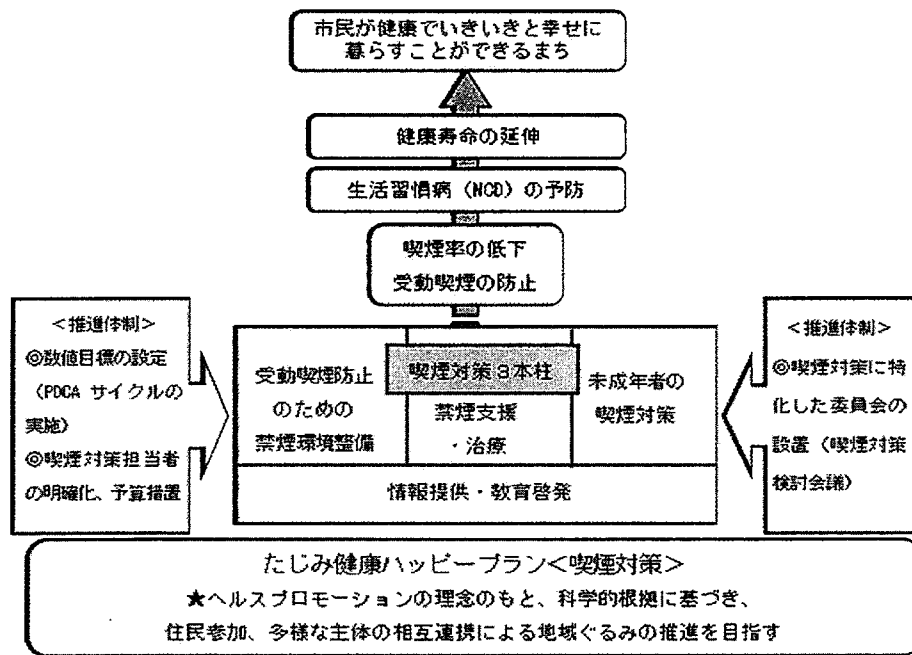 市民が健康でいきいきと幸せに
暮らすことができるまち
健康寿命の延伸
生活習慣病（NCD）の予防
喫煙率の低下
受動喫煙の防止
＜推進体制＞
◎数値目標の設定
（PDCA サイクルの
実施）
◎喫煙対策担当者
の明確化、予算措置
喫煙対策３本柱
受動喫煙防止
のための
禁煙環境整備
禁煙支援
・治療
未成年者の
喫煙対策
情報提供・教育啓発
＜推進体制＞
◎喫煙対策に特
化した委員会の
設置（喫煙対策
検討会議）
たじみ健康ハッピープラン＜喫煙対策＞
★ヘルスプロモーションの理念のもと、科学的根拠に基づき、
住民参加、多様な主体の相互連携による地域ぐるみの推進を目指す